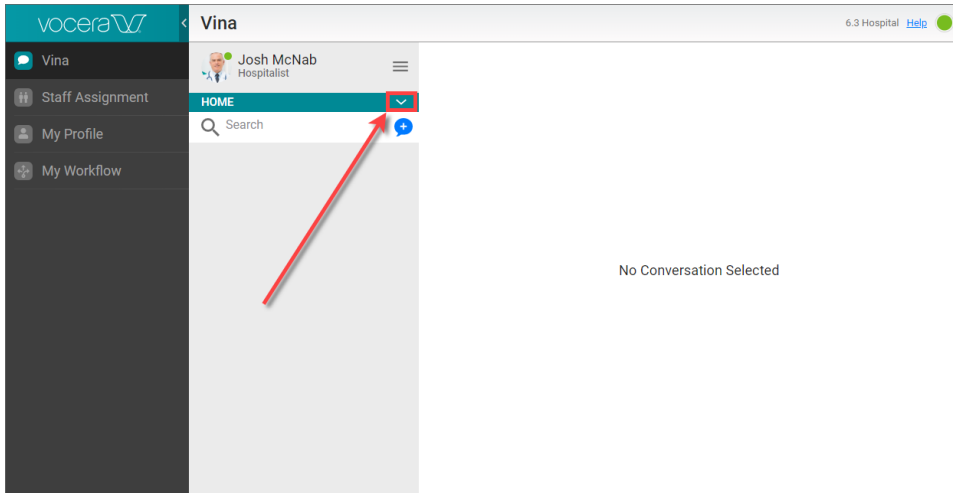 vocera
Vina
6.3 Hospital Help
Vina
Staff Assignment
My Profile
My Workflow
Josh McNab
Hospitalist
HOME
Search
No Conversation Selected